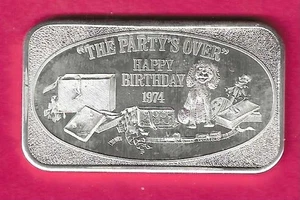 "THE PARTY'S OVER"
HAPPY
BIRTHDAY
1974